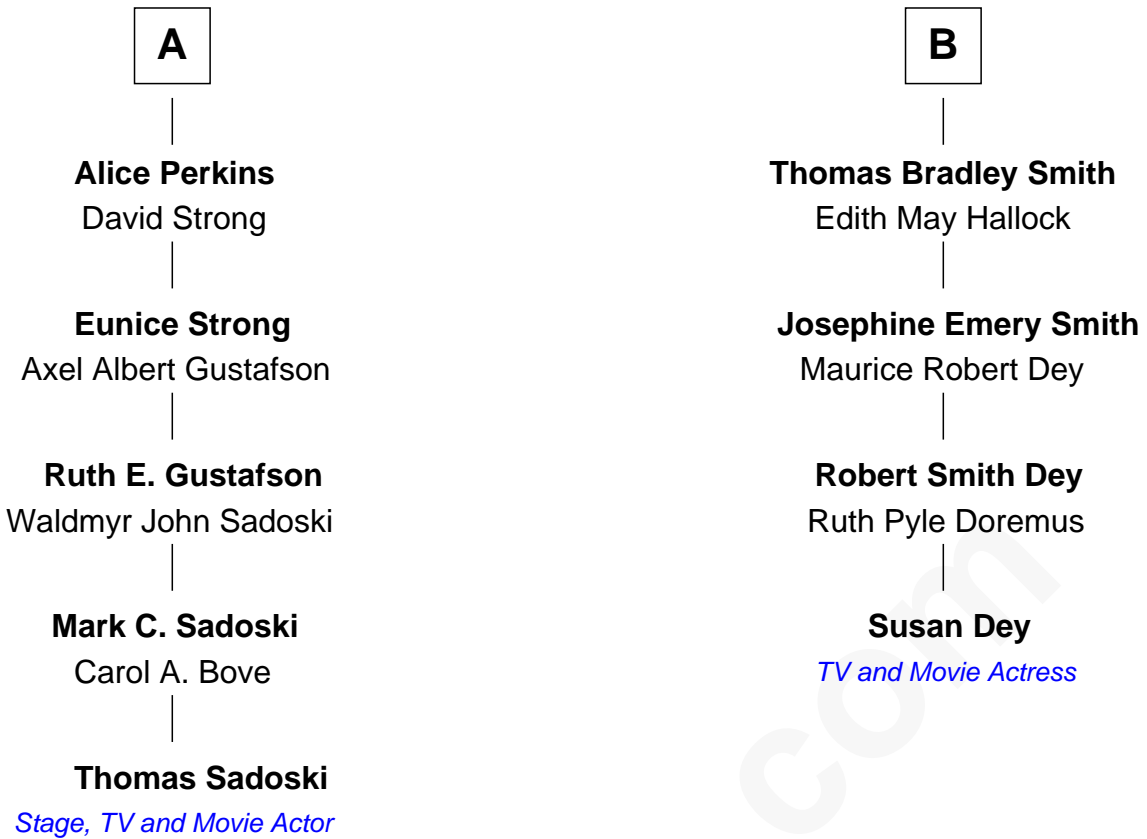 A
Alice Perkins
David Strong
Eunice Strong
Axel Albert Gustafson
Ruth E. Gustafson
Waldmyr John Sadoski
Mark C. Sadoski
Carol A. Bove
Thomas Sadoski
Stage, TV and Movie Actor
B
Thomas Bradley Smith
Edith May Hallock
Josephine Emery Smith
Maurice Robert Dey
Robert Smith Dey
Ruth Pyle Doremus
Susan Dey
TV and Movie Actress
com